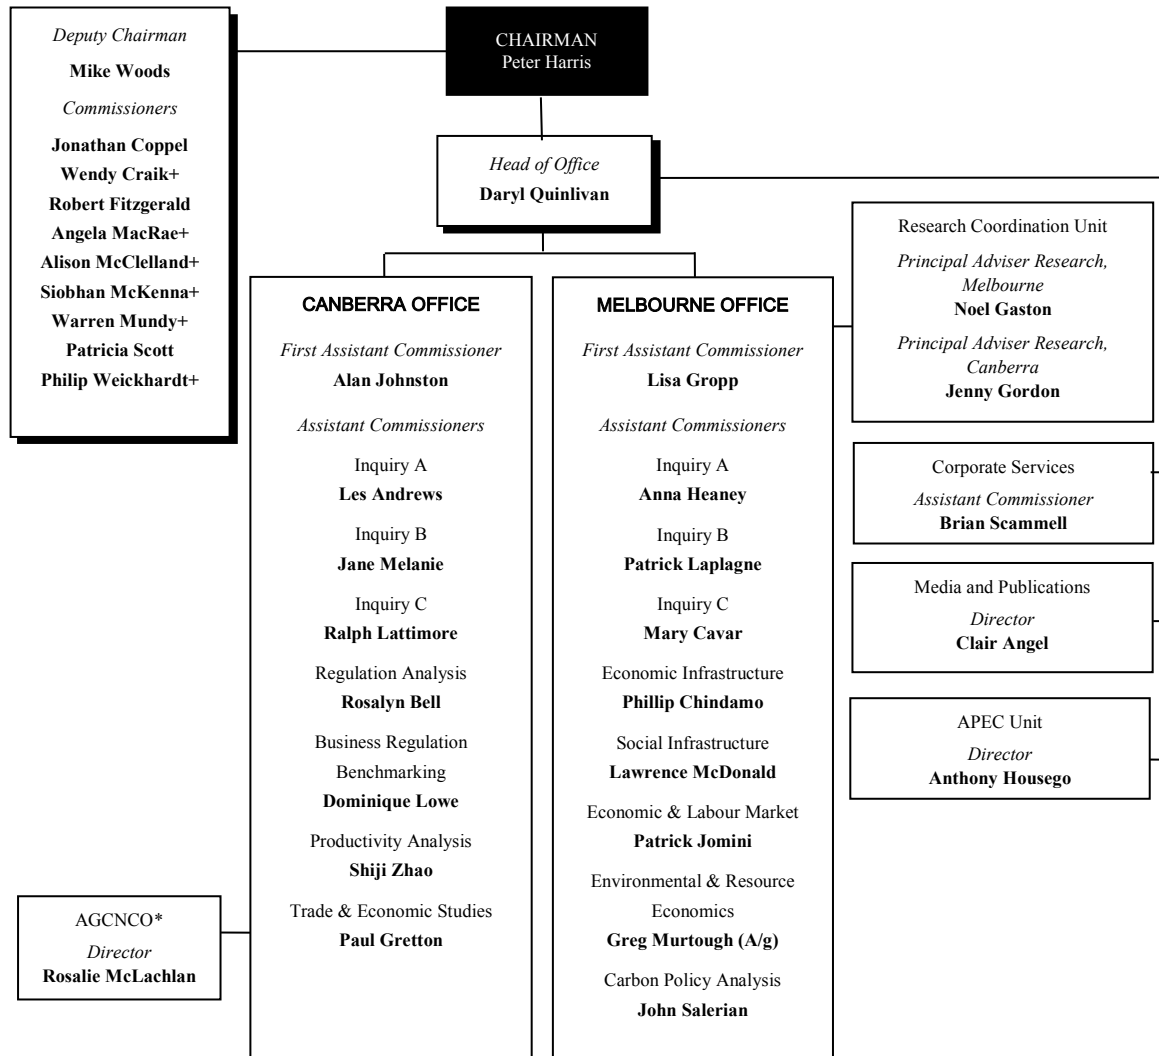 Deputy Chairman
Mike Woods
Commissioners
Jonathan Coppel
Wendy Craik+
Robert Fitzgerald
Angela MacRae+
Alison McClelland+
Siobhan McKenna+
Warren Mundy+
Patricia Scott
Philip Weickhardt+
CHAIRMAN
Peter Harris
Head of Office
Daryl Quinlivan
CANBERRA OFFICE
First Assistant Commissioner
Alan Johnston
Assistant Commissioners
Inquiry A
Les Andrews
Inquiry B
Jane Melanie
Inquiry C
Ralph Lattimore
Regulation Analysis
Rosalyn Bell
Business Regulation
Benchmarking
Dominique Lowe
Productivity Analysis
Shiji Zhao
Trade & Economic Studies
Paul Gretton
MELBOURNE OFFICE
First Assistant Commissioner
Lisa Gropp
Assistant Commissioners
Inquiry A
Anna Heaney
Inquiry B
Patrick Laplagne
Inquiry C
Mary Cavar
Economic Infrastructure
Phillip Chindamo
Social Infrastructure
Lawrence McDonald
Economic & Labour Market
Patrick Jomini
Environmental & Resource
Economics
Greg Murtough (A/g)
Carbon Policy Analysis
John Salerian
Research Coordination Unit
Principal Adviser Research,
Melbourne
Noel Gaston
Principal Adviser Research,
Canberra
Jenny Gordon
Corporate Services
Assistant Commissioner
Brian Scammell
Media and Publications
Director
Clair Angel
APEC Unit
Director
Anthony Housego
AGCNCO*
Director
Rosalie McLachlan